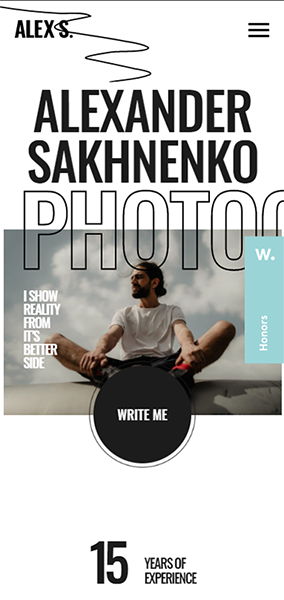 ALEX S.
ALEXANDER
SAKHNENKO
PHOTO
W.
Honors
I SHOW
REALITY
FROM
IT'S
BETTER
SIDE
WRITE ME
15
YEARS OF
EXPERIENCE